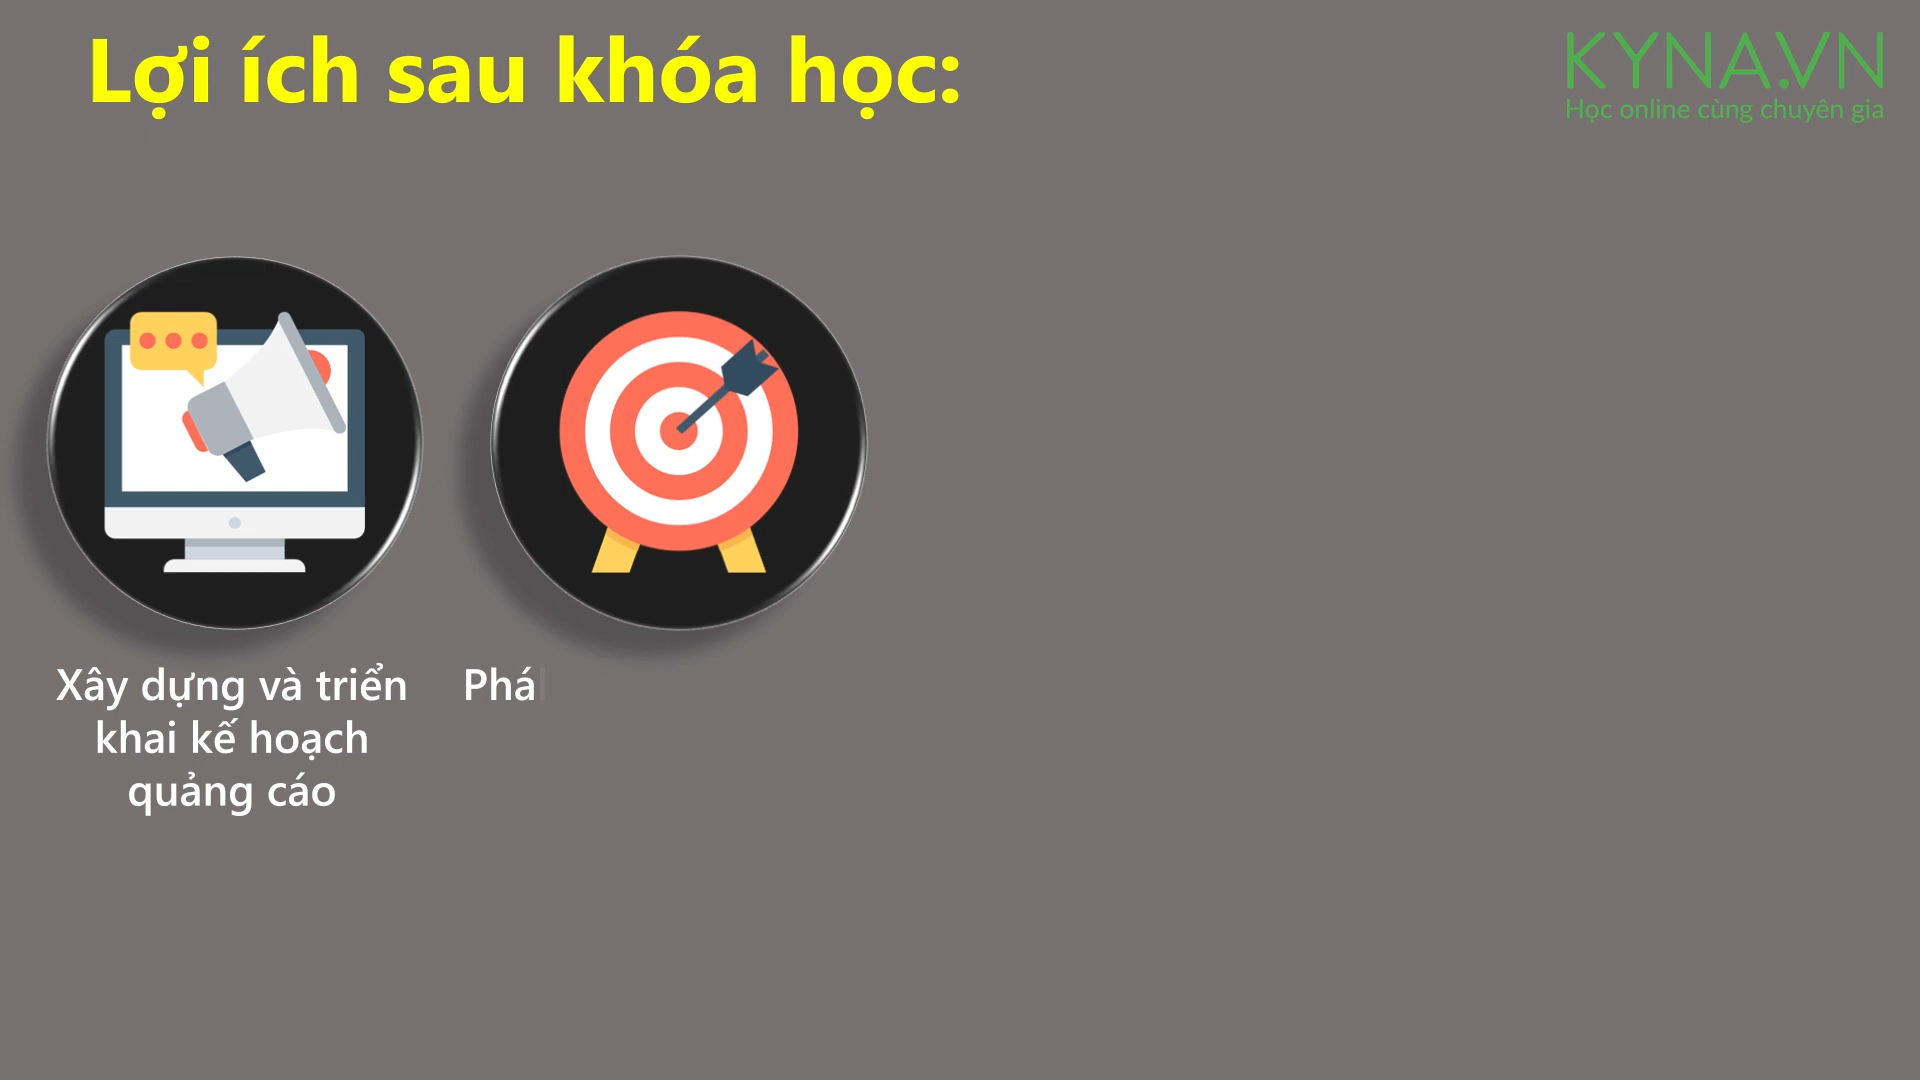 Lợi ích sau khóa học:
KYNA.VN
Học online cùng chuyên gia
Xây dựng và triển
khai kế hoạch
quảng cáo
Phá